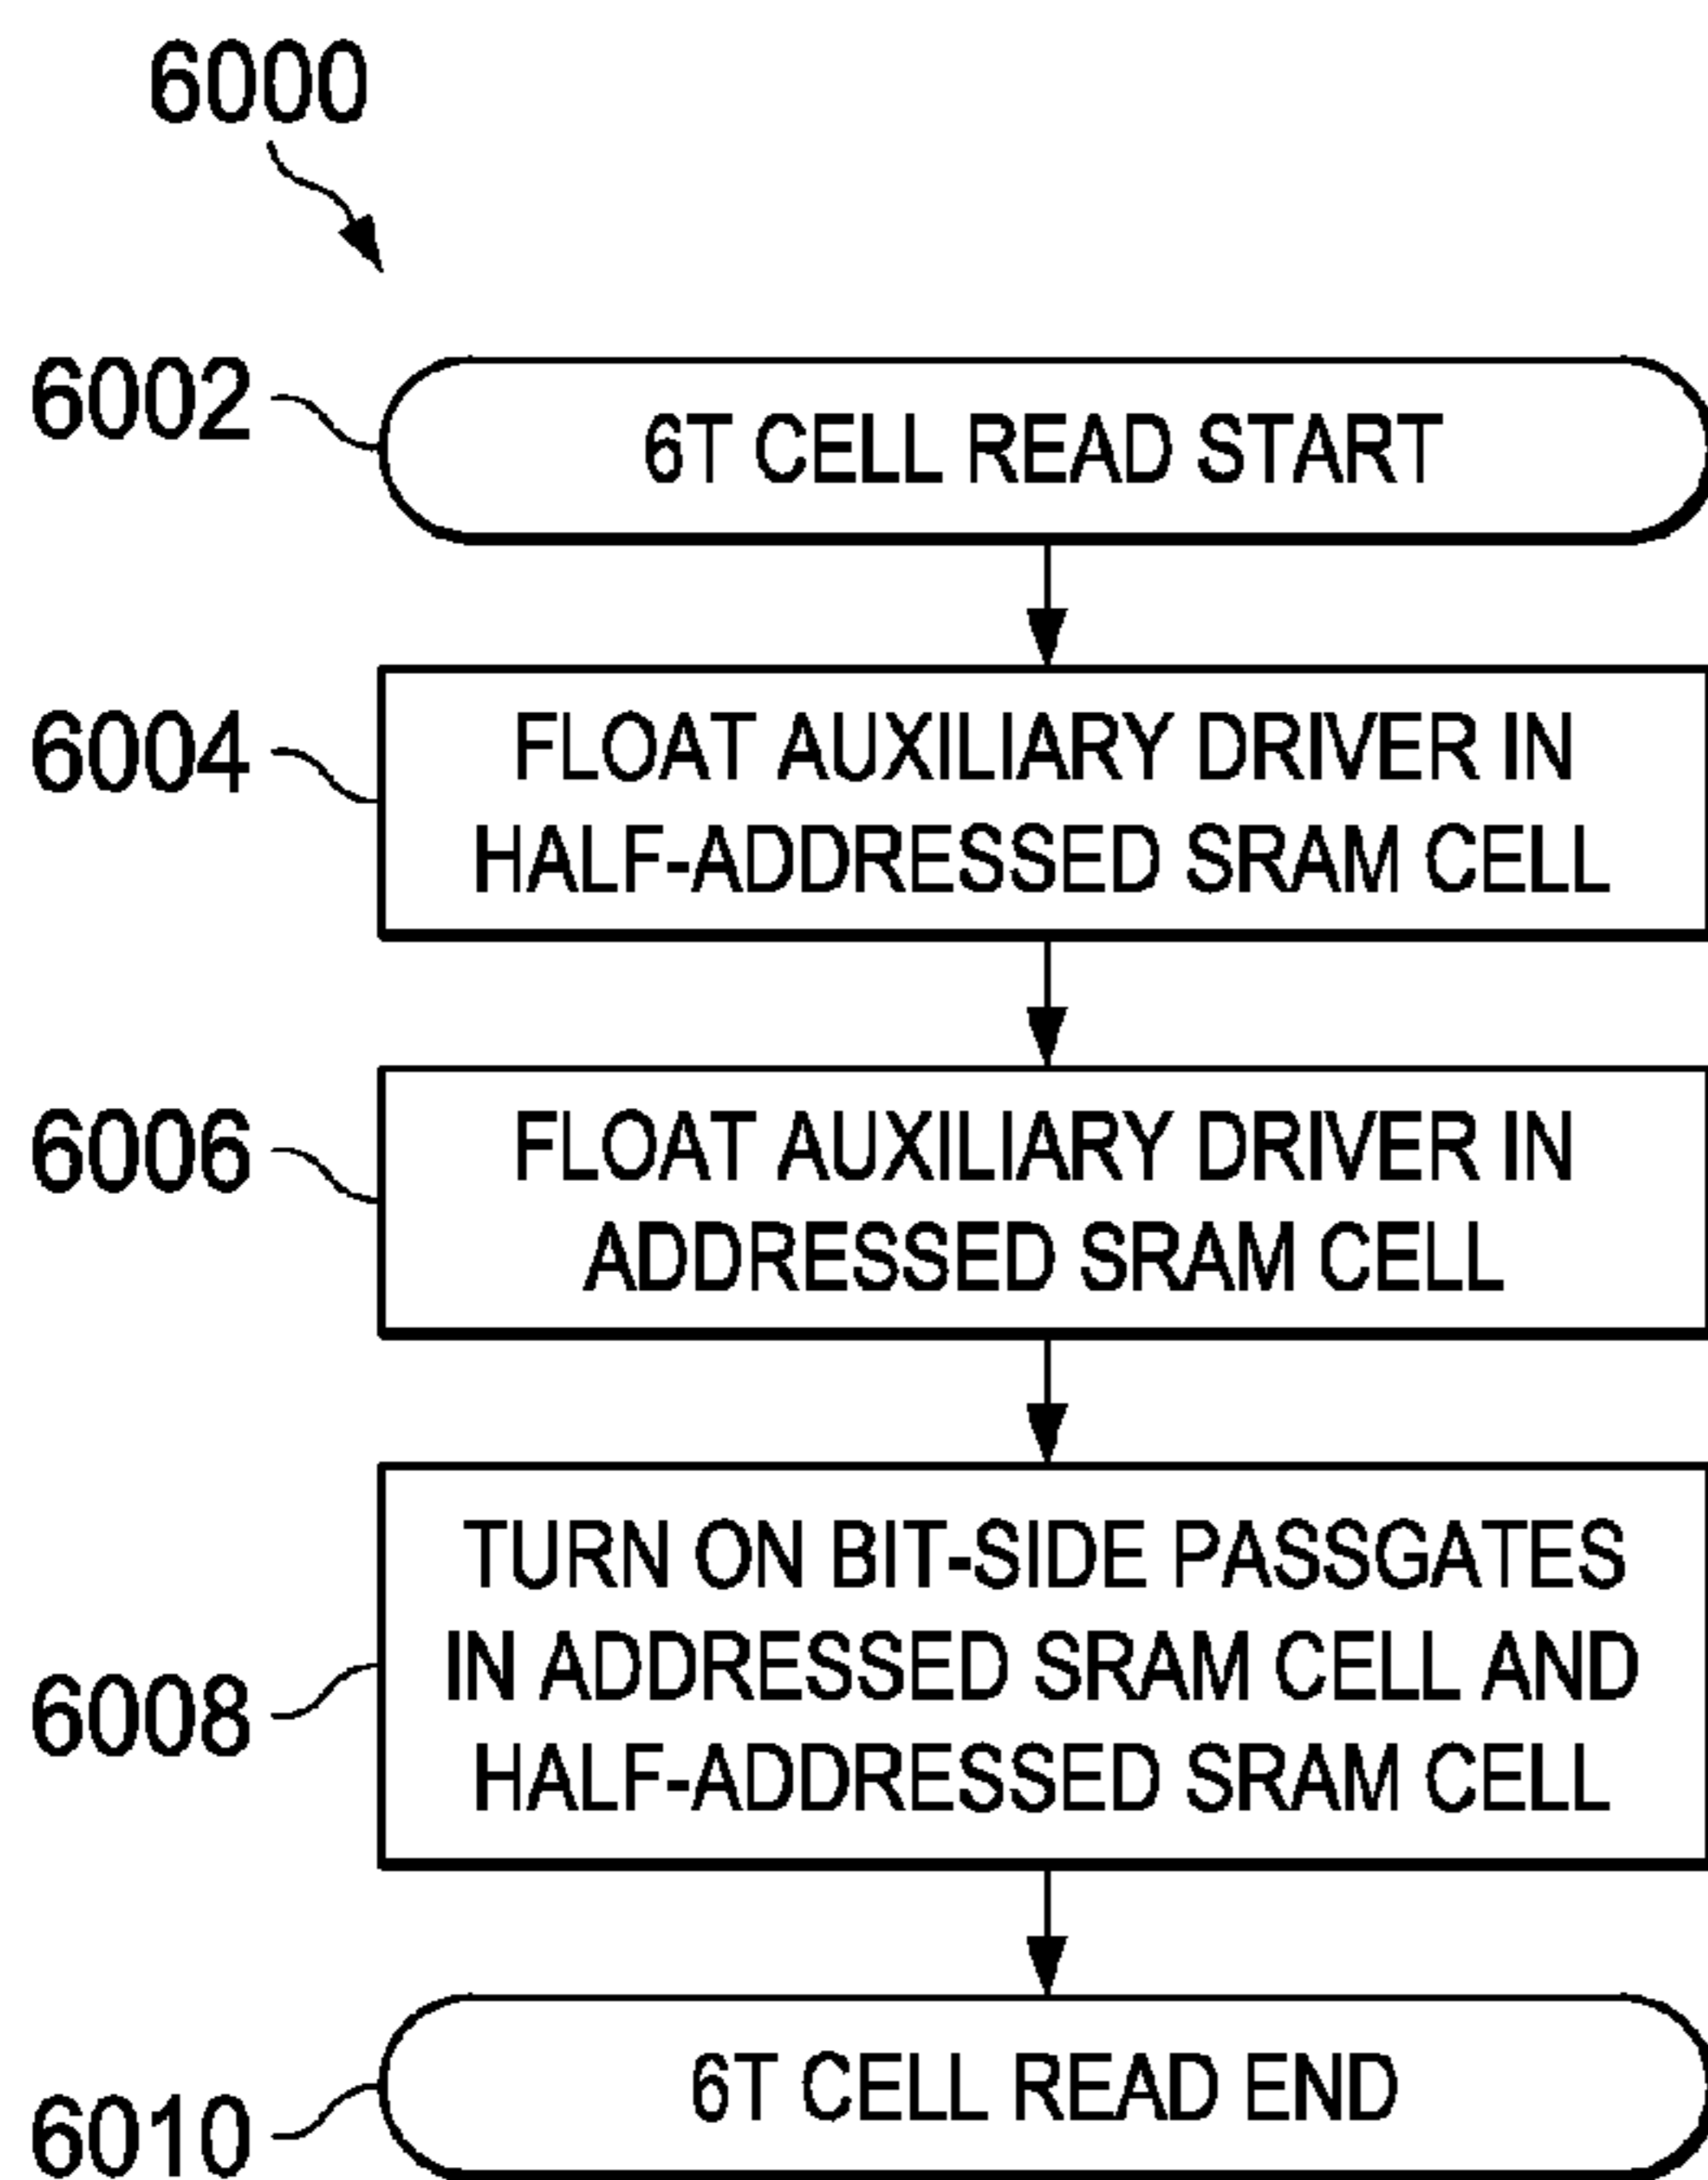 6000
6002
6T CELL READ START
6004
FLOAT AUXILIARY DRIVER IN
HALF-ADDRESSED SRAM CELL
6006
FLOAT AUXILIARY DRIVER IN
ADDRESSED SRAM CELL
6008
TURN ON BIT-SIDE PASSGATES
IN ADDRESSED SRAM CELL AND
HALF-ADDRESSED SRAM CELL
6010
6T CELL READ END